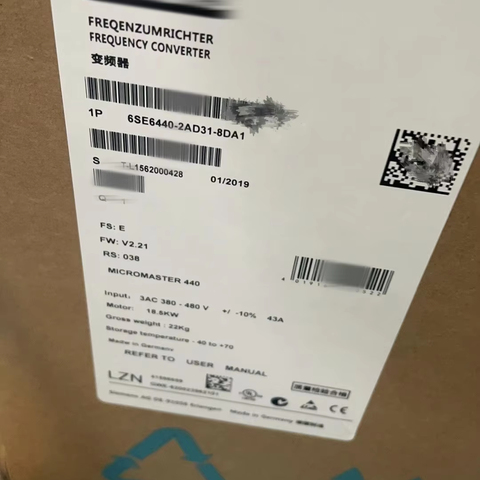 FREQENZUMRICHTER
FREQUENCY CONVERTER
变频器
1P 6SE6440-2AD31-8DA1
S T-L1562000428 01/2019
FS: E
FW: V2.21
RS: 038
MICROMASTER 440
Input: 3AC 380 - 480 V +/- -10% 43A
Motor: 18.5KW
Gross weight : 22Kg
Storage temperature - 40 to +70
Made in Germany
REFER TO USER MANUAL
LZN
Made in Germany